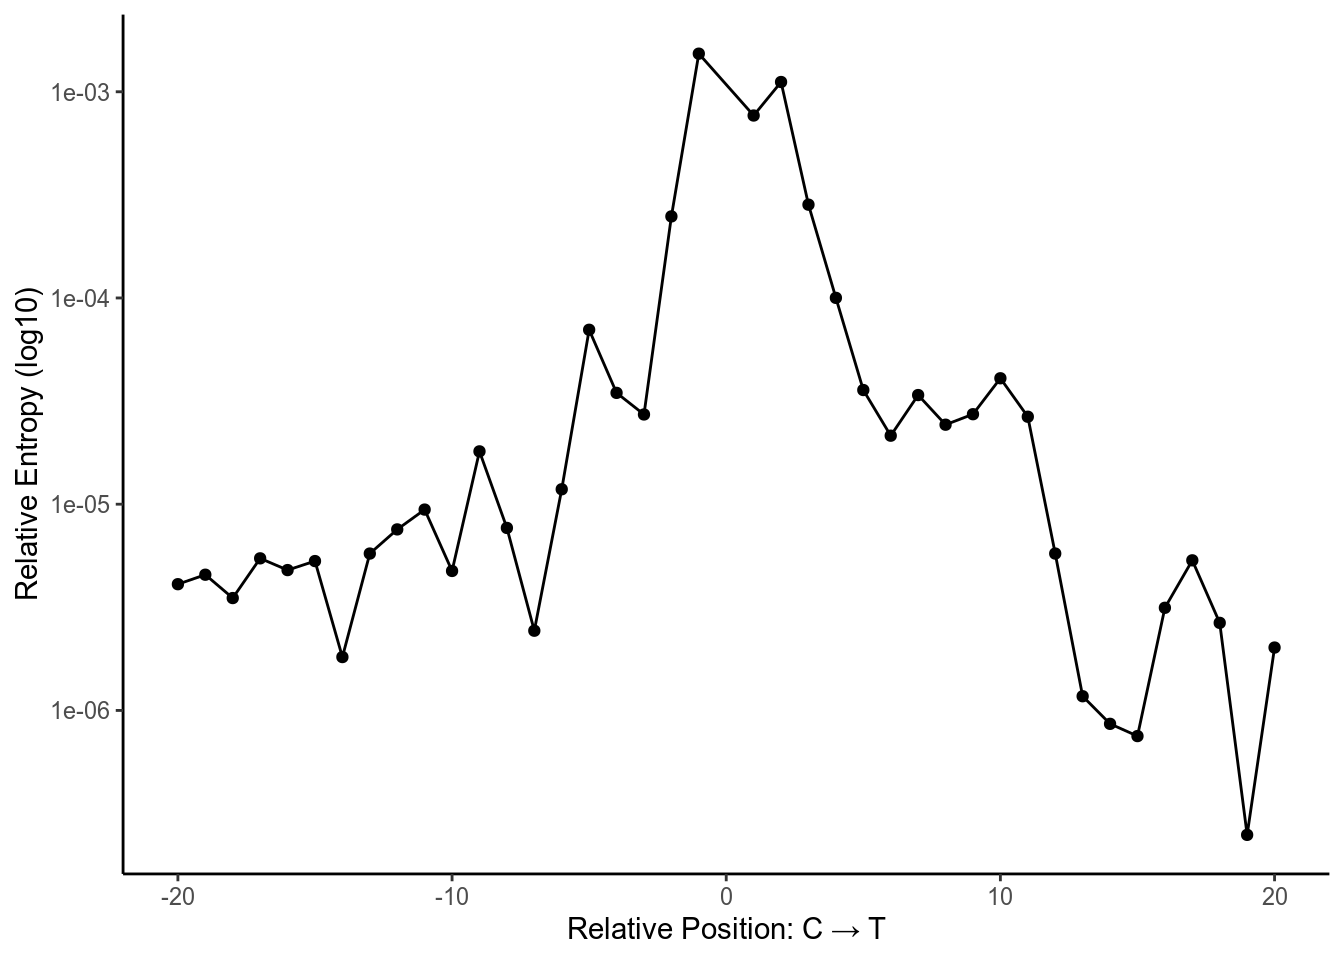 Relative Entropy (log10)
1e-03
1e-04
1e-05
1e-06
-20 -10 0 10 20
Relative Position: C → T